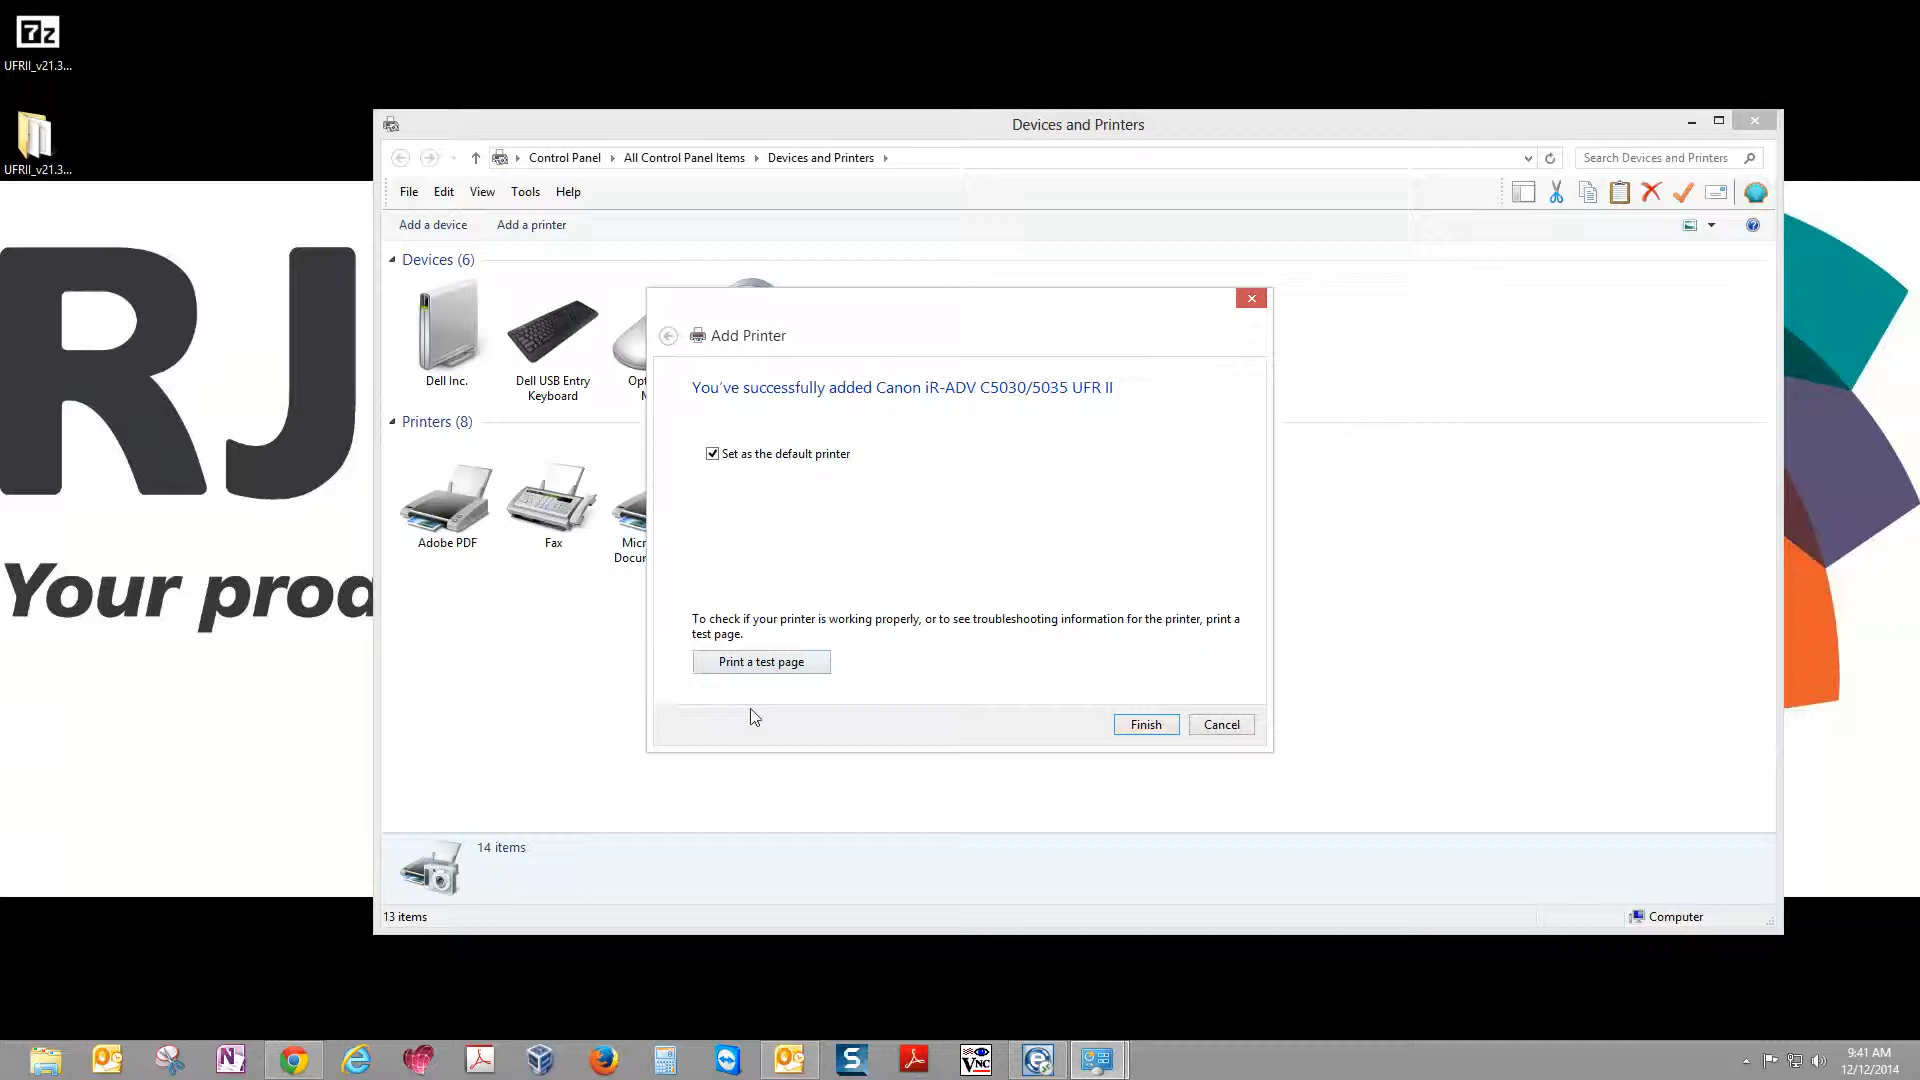 UFRII_v21.3...
UFRII_v21.3...
RJ
Your prod
Devices and Printers
Control Panel
All Control Panel Items
Devices and Printers
Search Devices and Printers
File
Edit
View
Tools
Help
Add a device
Add a printer
Devices (6)
Dell Inc.
Dell USB Entry
Keyboard
Opt
M
Printers (8)
Adobe PDF
Fax
Micr
Docu
Add Printer
You've successfully added Canon iR-ADV C5030/5035 UFR II
Set as the default printer
To check if your printer is working properly, or to see troubleshooting information for the printer, print a
test page.
Print a test page
Finish
Cancel
14 items
13 items
Computer
9:41 AM
12/12/2014